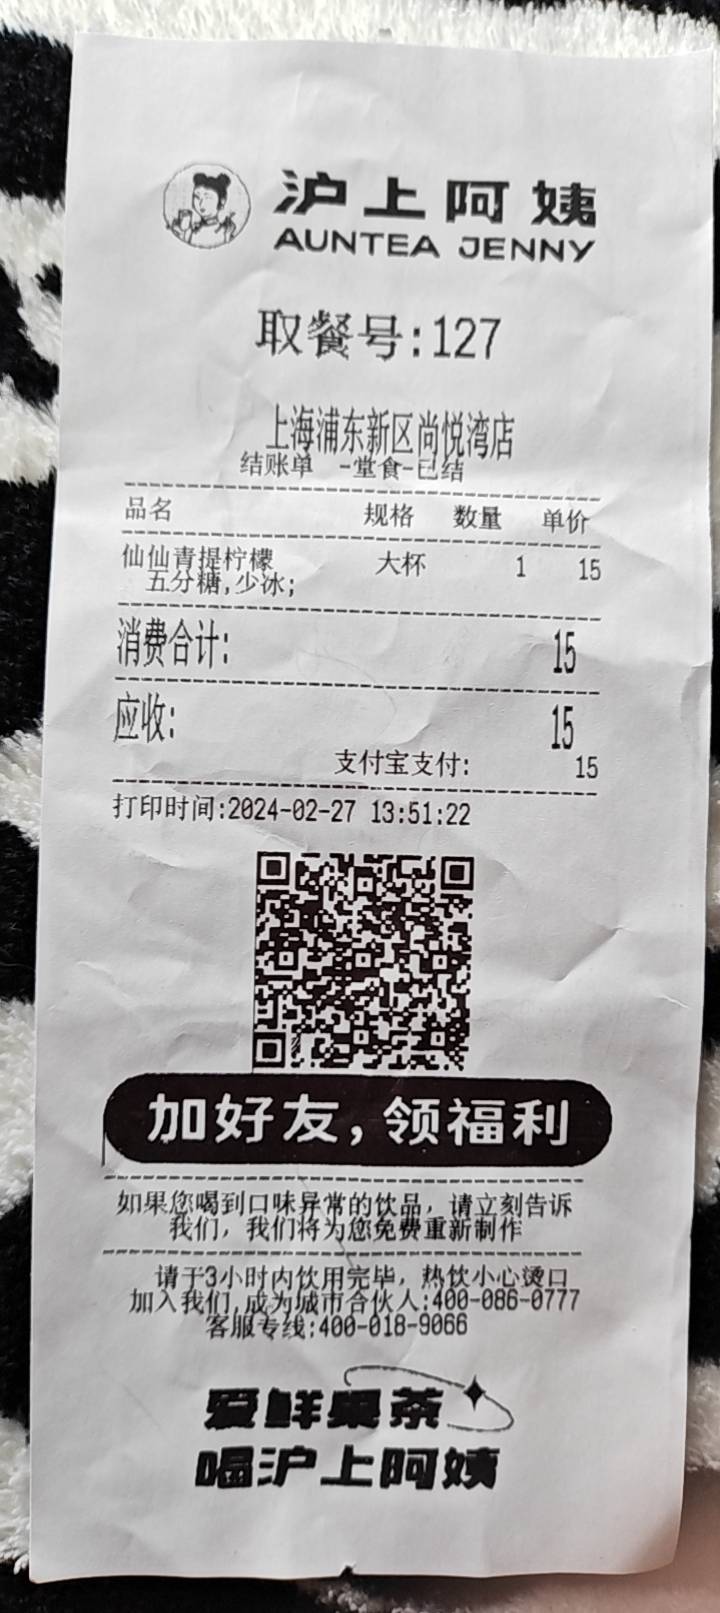 沪上阿姨
AUNTEA JENNY
取餐号:127
上海浦东新区尚悦湾店
结账单 -堂食-已结
品名 规格 数量 单价
仙仙青提柠檬 大杯 1 15
五分糖,少冰;
消费合计: 15
应收: 15
支付宝支付: 15
打印时间:2024-02-27 13:51:22
加好友,领福利
如果您喝到口味异常的饮品，请立刻告诉
我们，我们将为您免费重新制作
请于3小时内饮用完毕，热饮小心烫口
加入我们,成为城市合伙人:400-086-0777
客服专线:400-018-9066
爱鲜果茶
喝沪上阿姨